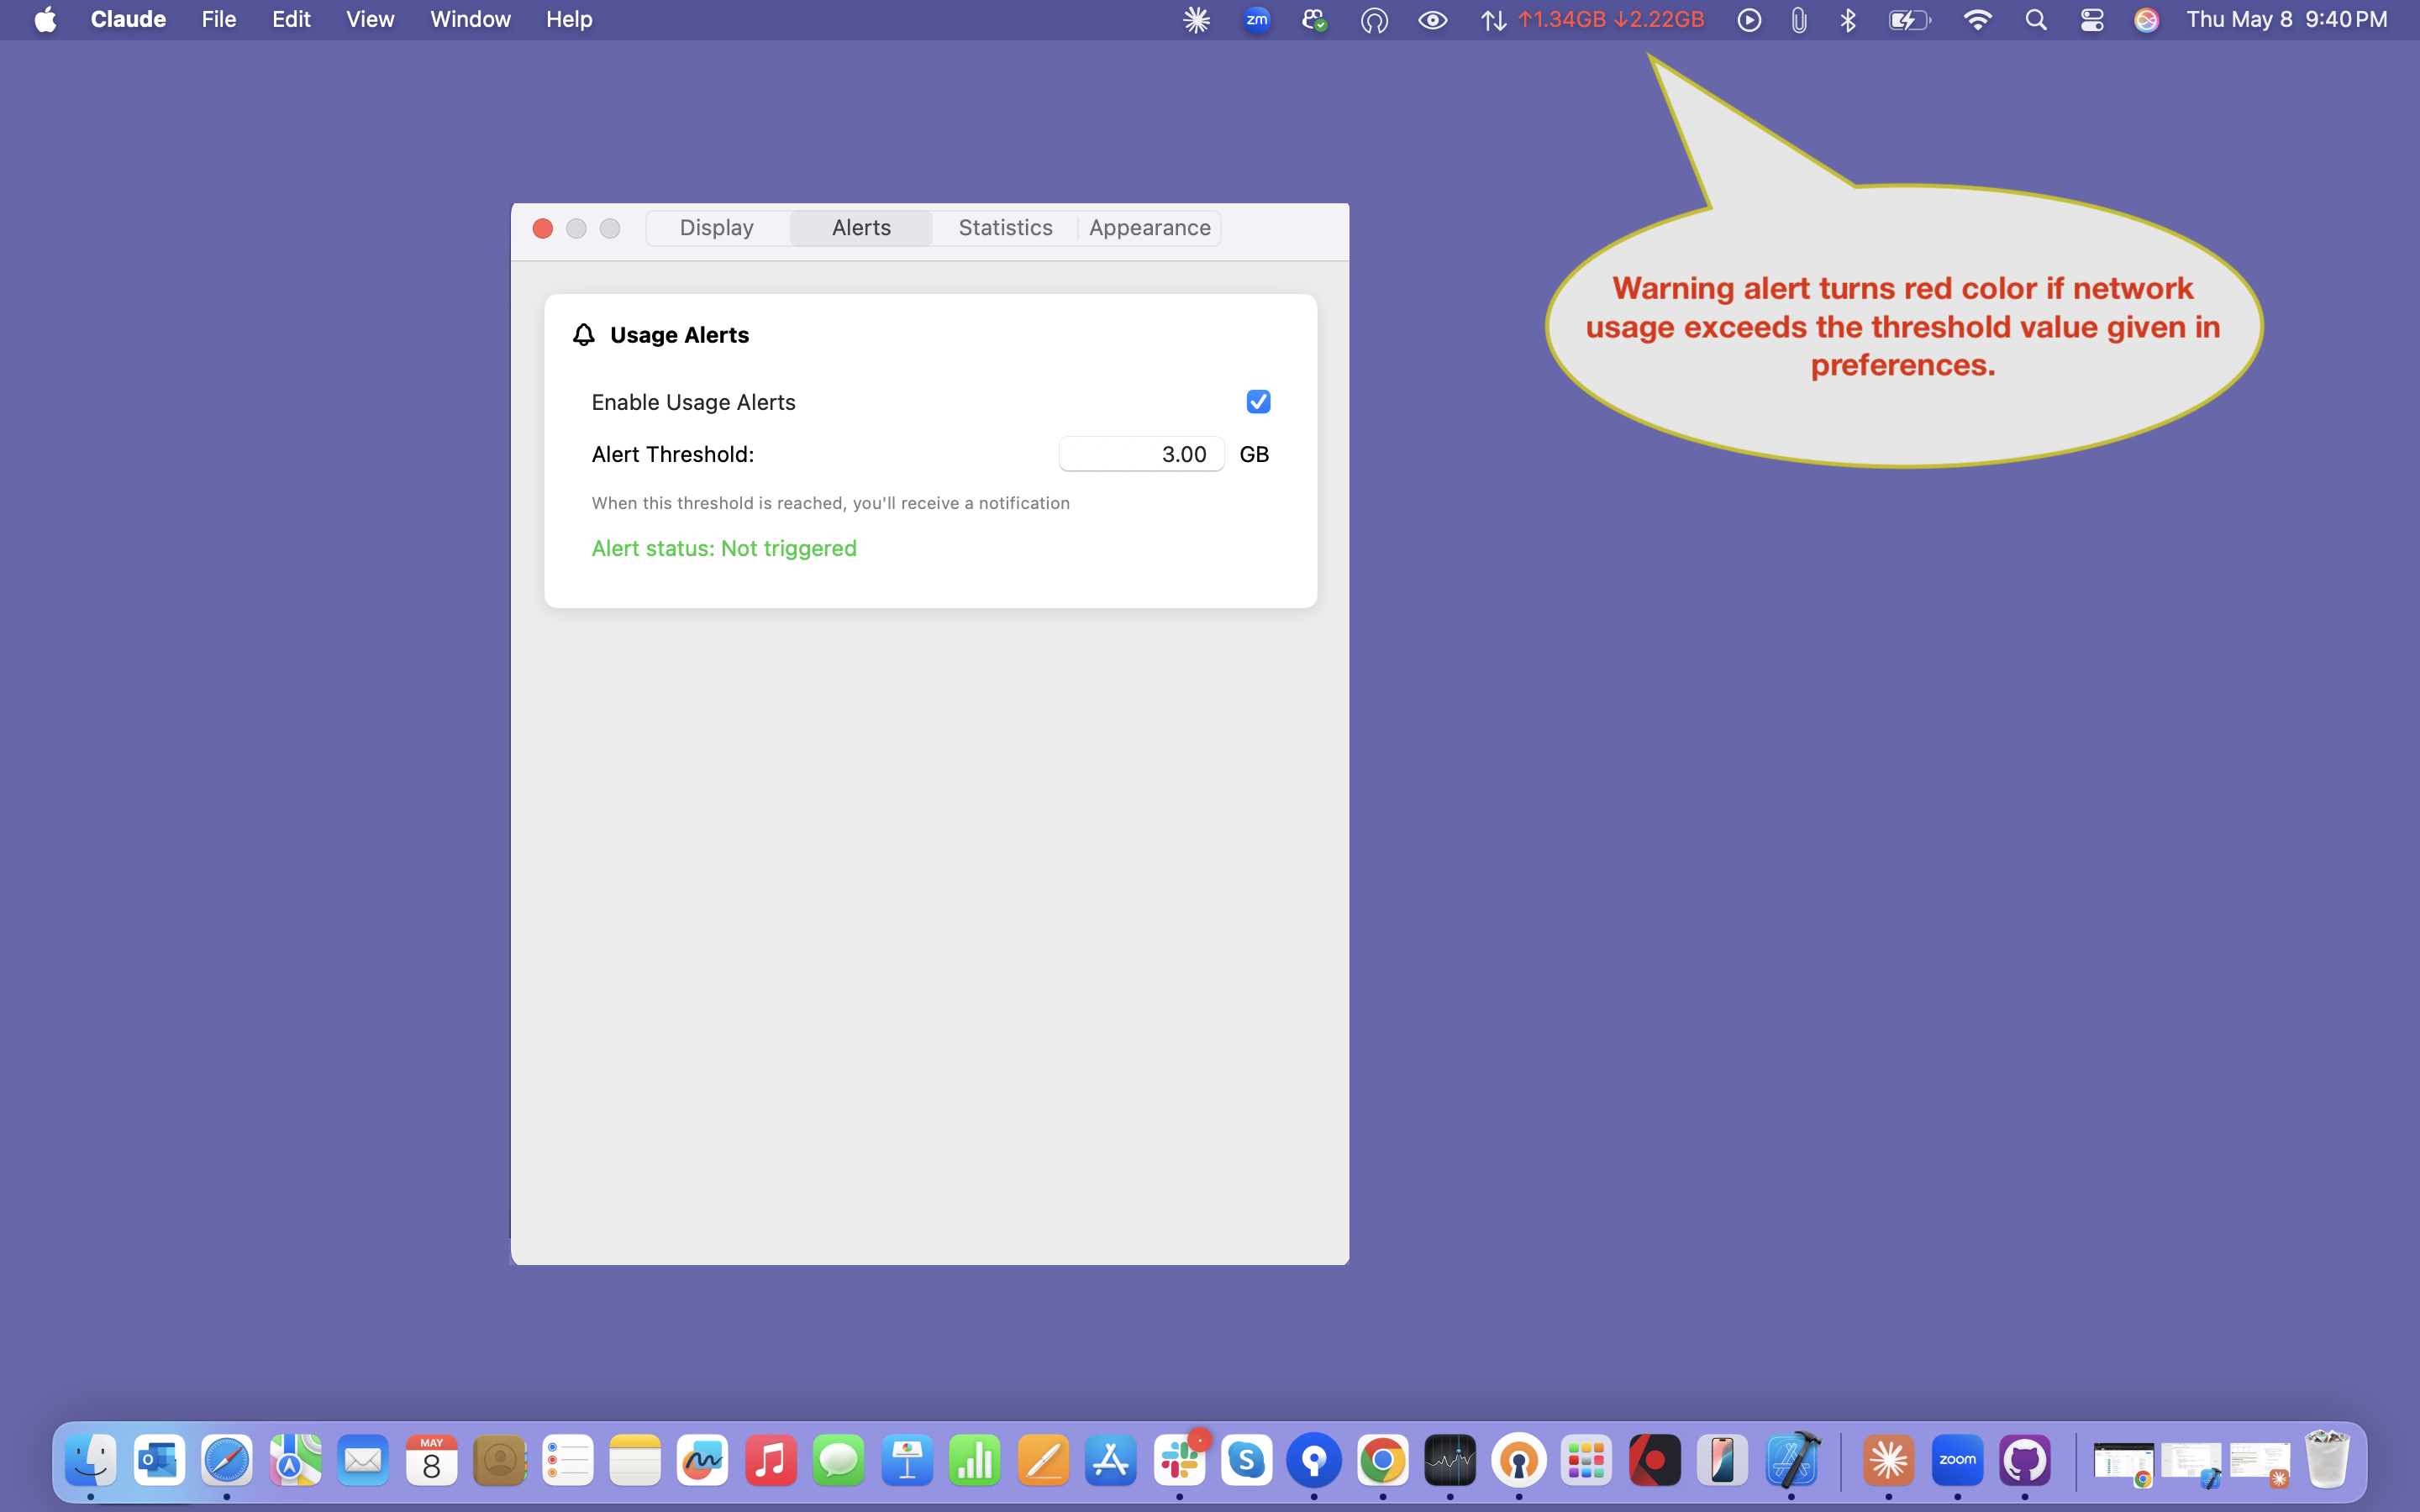 Claude File Edit View Window Help zm ↑1.34GB ↓2.22GB Thu May 8 9:40 PM
Display Alerts Statistics Appearance
Warning alert turns red color if network
usage exceeds the threshold value given in
preferences.
Usage Alerts
Enable Usage Alerts
Alert Threshold: 3.00 GB
When this threshold is reached, you'll receive a notification
Alert status: Not triggered
MAY
8
zoom